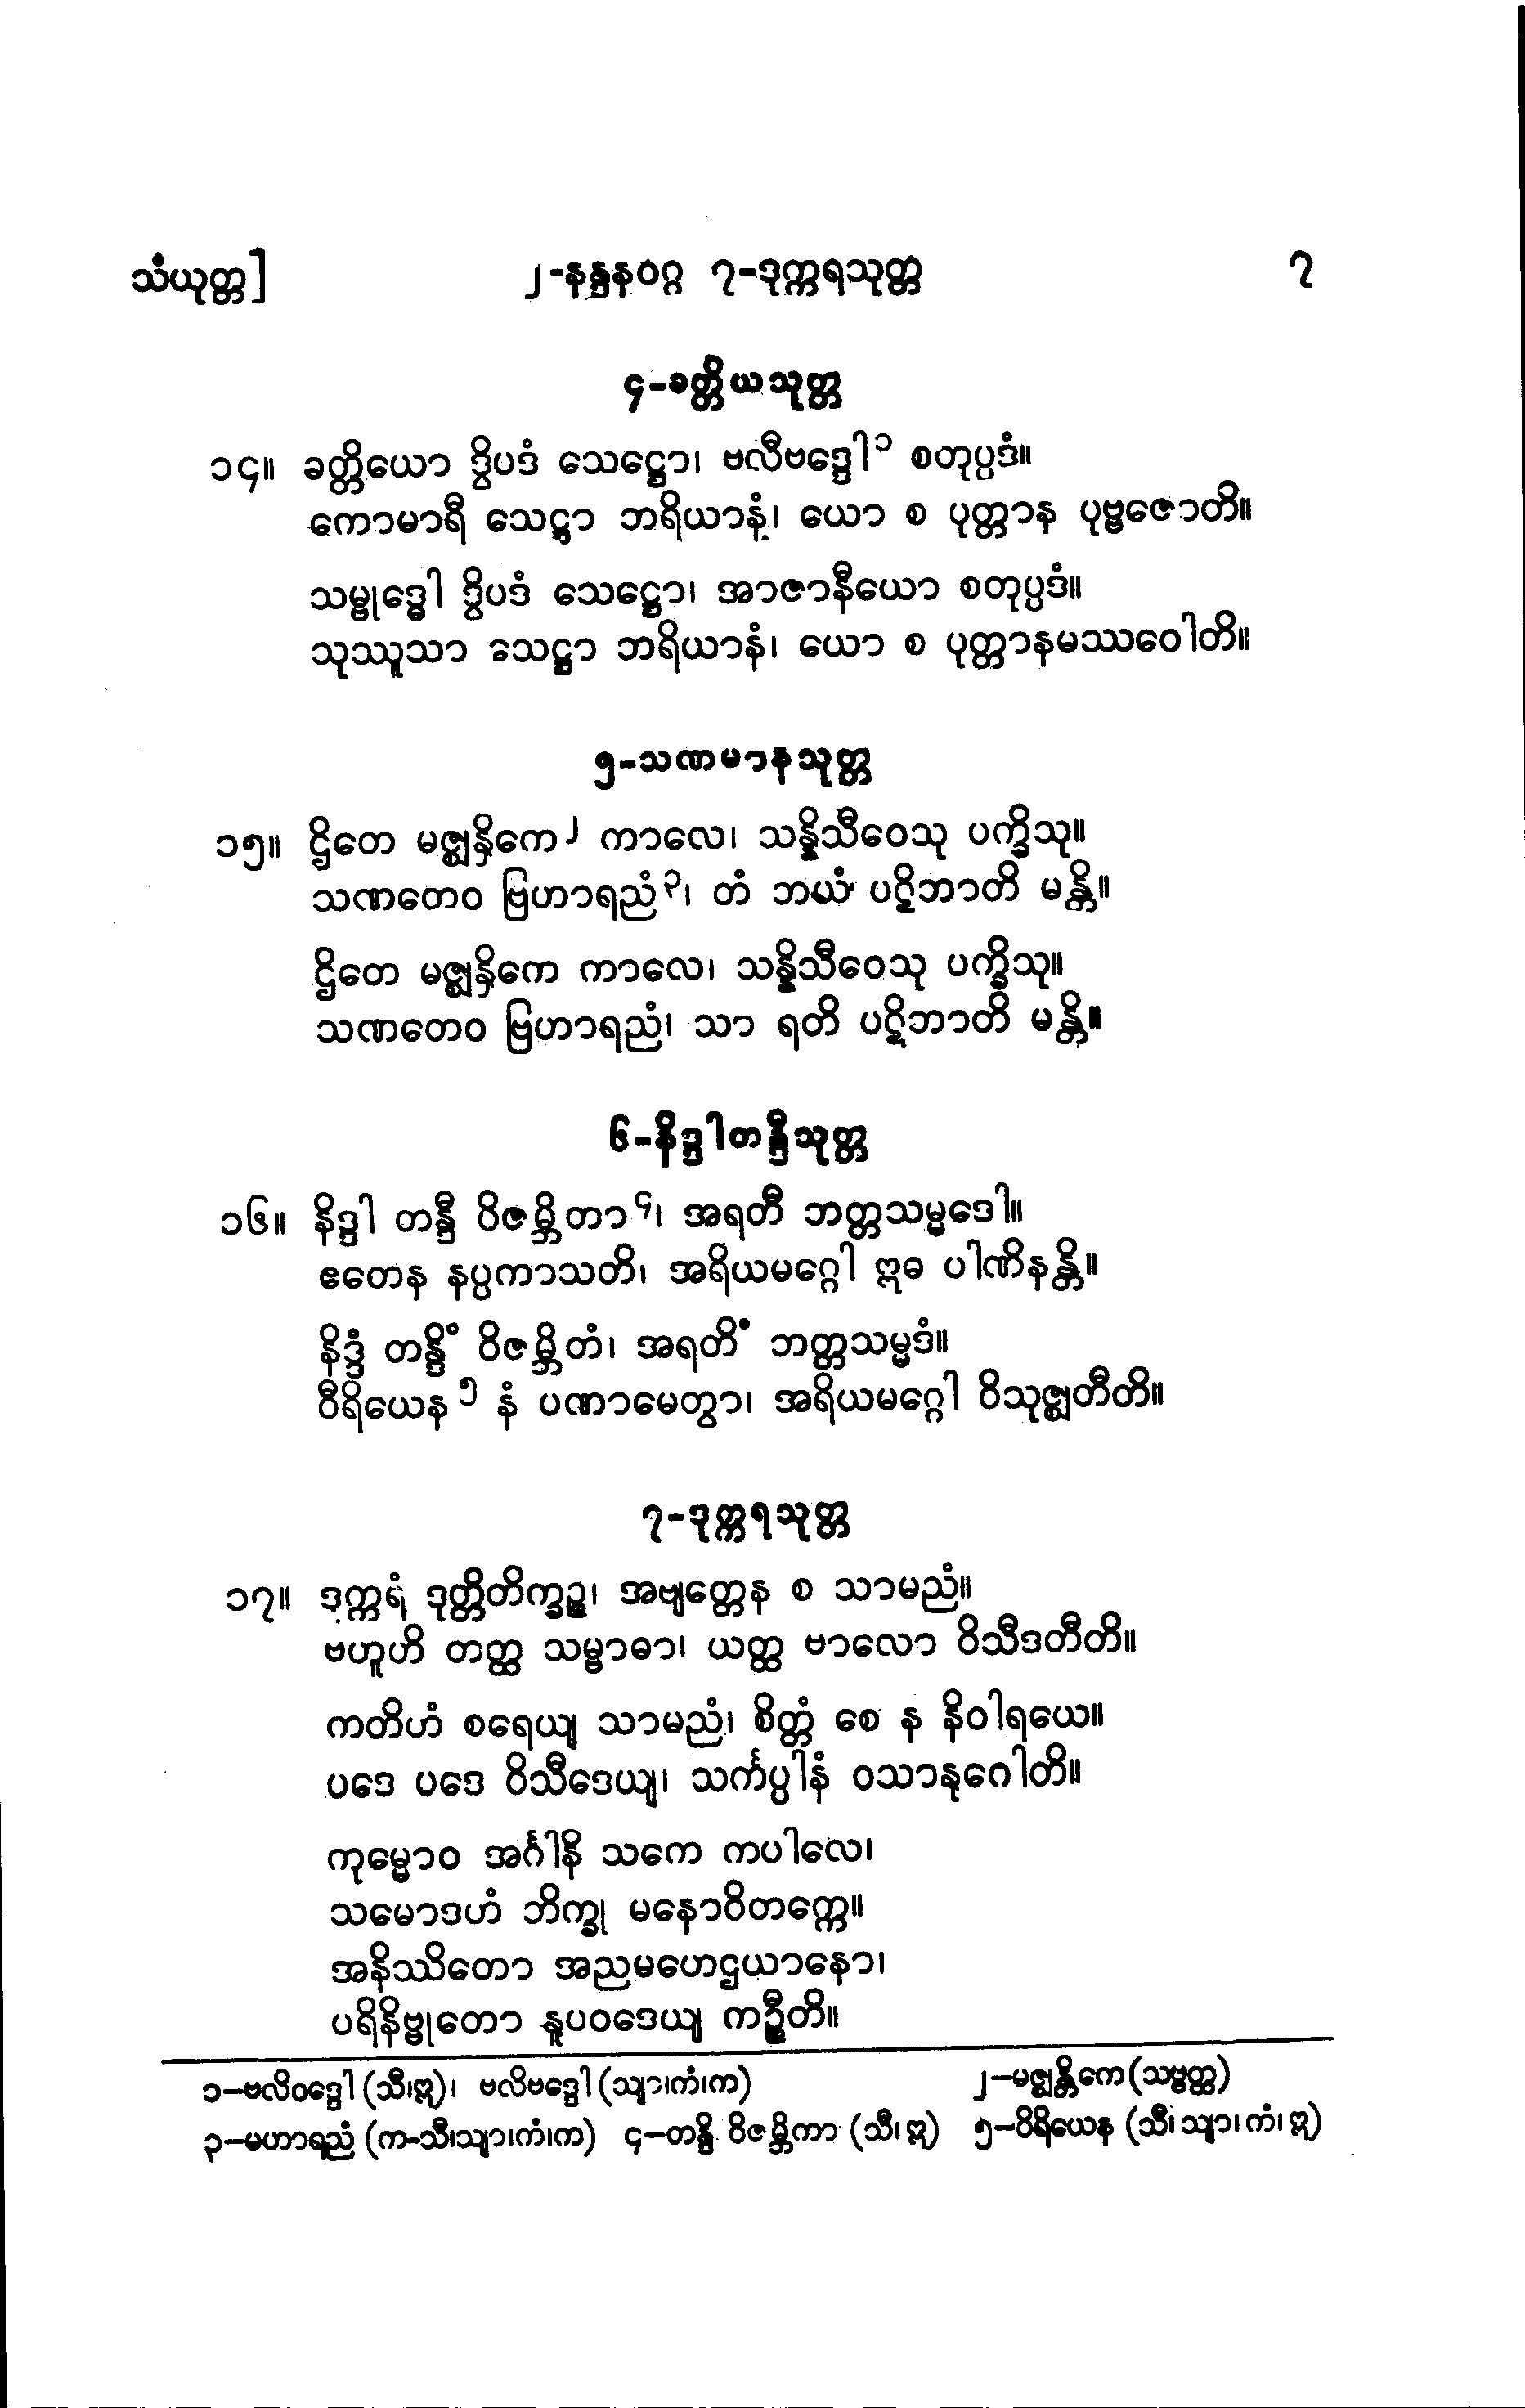 သံယုတ္တ]
၂-နန္ဒနဝဂ္ဂ ၇-ဒုက္ကရသုတ္တ
၇
၄-ခတ္တိယသုတ္တ
၁၄။ ခတ္တိယော ဒွိပဒံ သေဋ္ဌော၊ ဗလီဗဒ္ဒေါ၁ စတုပ္ပဒံ။
ကောမာရီ သေဋ္ဌာ ဘရိယာနံ၊ ယော စ ပုတ္တာန ပုဗ္ဗဇောတိ။
သမ္ဗုဒ္ဓေါ ဒွိပဒံ သေဋ္ဌော၊ အာဇာနီယော စတုပ္ပဒံ။
သုဿူသာ သေဋ္ဌာ ဘရိယာနံ၊ ယော စ ပုတ္တာနမဿဝေါတိ။
၅-သဏမာနသုတ္တ
၁၅။ ဌိတေ မဇ္ဈနှိကေ၂ ကာလေ၊ သန္နိသီဝေသု ပက္ခိသု။
သဏတေဝ ဗြဟာရညံ၃၊ တံ ဘယံ ပဋိဘာတိ မန္တိ။
ဌိတေ မဇ္ဈနှိကေ ကာလေ၊ သန္နိသီဝေသု ပက္ခိသု။
သဏတေဝ ဗြဟာရညံ၊ သာ ရတိ ပဋိဘာတိ မန္တိ။
၆-နိဒ္ဒါတန္ဒီသုတ္တ
၁၆။ နိဒ္ဒါ တန္ဒီ ဝိဇမ္ဘိတာ၄၊ အရတီ ဘတ္တသမ္မဒေါ။
ဧတေန နပ္ပကာသတိ၊ အရိယမဂ္ဂေါ ဣဓ ပါဏိနန္တိ။
နိဒ္ဒံ တန္ဒိံ ဝိဇမ္ဘိတံ၊ အရတိံ ဘတ္တသမ္မဒံ။
ဝီရိယေန၅ နံ ပဏာမေတွာ၊ အရိယမဂ္ဂေါ ဝိသုဇ္ဈတီတိ။
၇-ဒုက္ကရသုတ္တ
၁၇။ ဒုက္ကရံ ဒုတ္တိတိက္ခဉ္စ၊ အဗျတ္တေန စ သာမညံ။
ဗဟူဟိ တတ္ထ သမ္ဗာဓာ၊ ယတ္ထ ဗာလော ဝိသီဒတီတိ။
ကတိဟံ စရေယျ သာမညံ၊ စိတ္တံ စေ န နိဝါရယေ။
ပဒေ ပဒေ ဝိသီဒေယျ၊ သင်္ကပ္ပါနံ ဝသာနုဂေါတိ။
ကုမ္မောဝ အင်္ဂါနိ သကေ ကပါလေ၊
သမောဒဟံ ဘိက္ခု မနောဝိတက္ကေ။
အနိဿိတော အညမဟေဌယာနော၊
ပရိနိဗ္ဗုတော နူပဝဒေယျ ကဉ္စီတိ။
၁–ဗလိဝဒ္ဒေါ (သီ၊ဣ)၊ ဗလိဗဒ္ဒေါ (သျာ၊ကံ၊က) ၂–မဇ္ဈန္တိကေ (သဗ္ဗတ္ထ)
၃–မဟာရညံ (က-သီ၊သျာ၊ကံ၊က) ၄–တန္ဒိ ဝိဇမ္ဘိကာ (သီ၊ ဣ) ၅–ဝိရိယေန (သီ၊ သျာ၊ ကံ၊ ဣ)